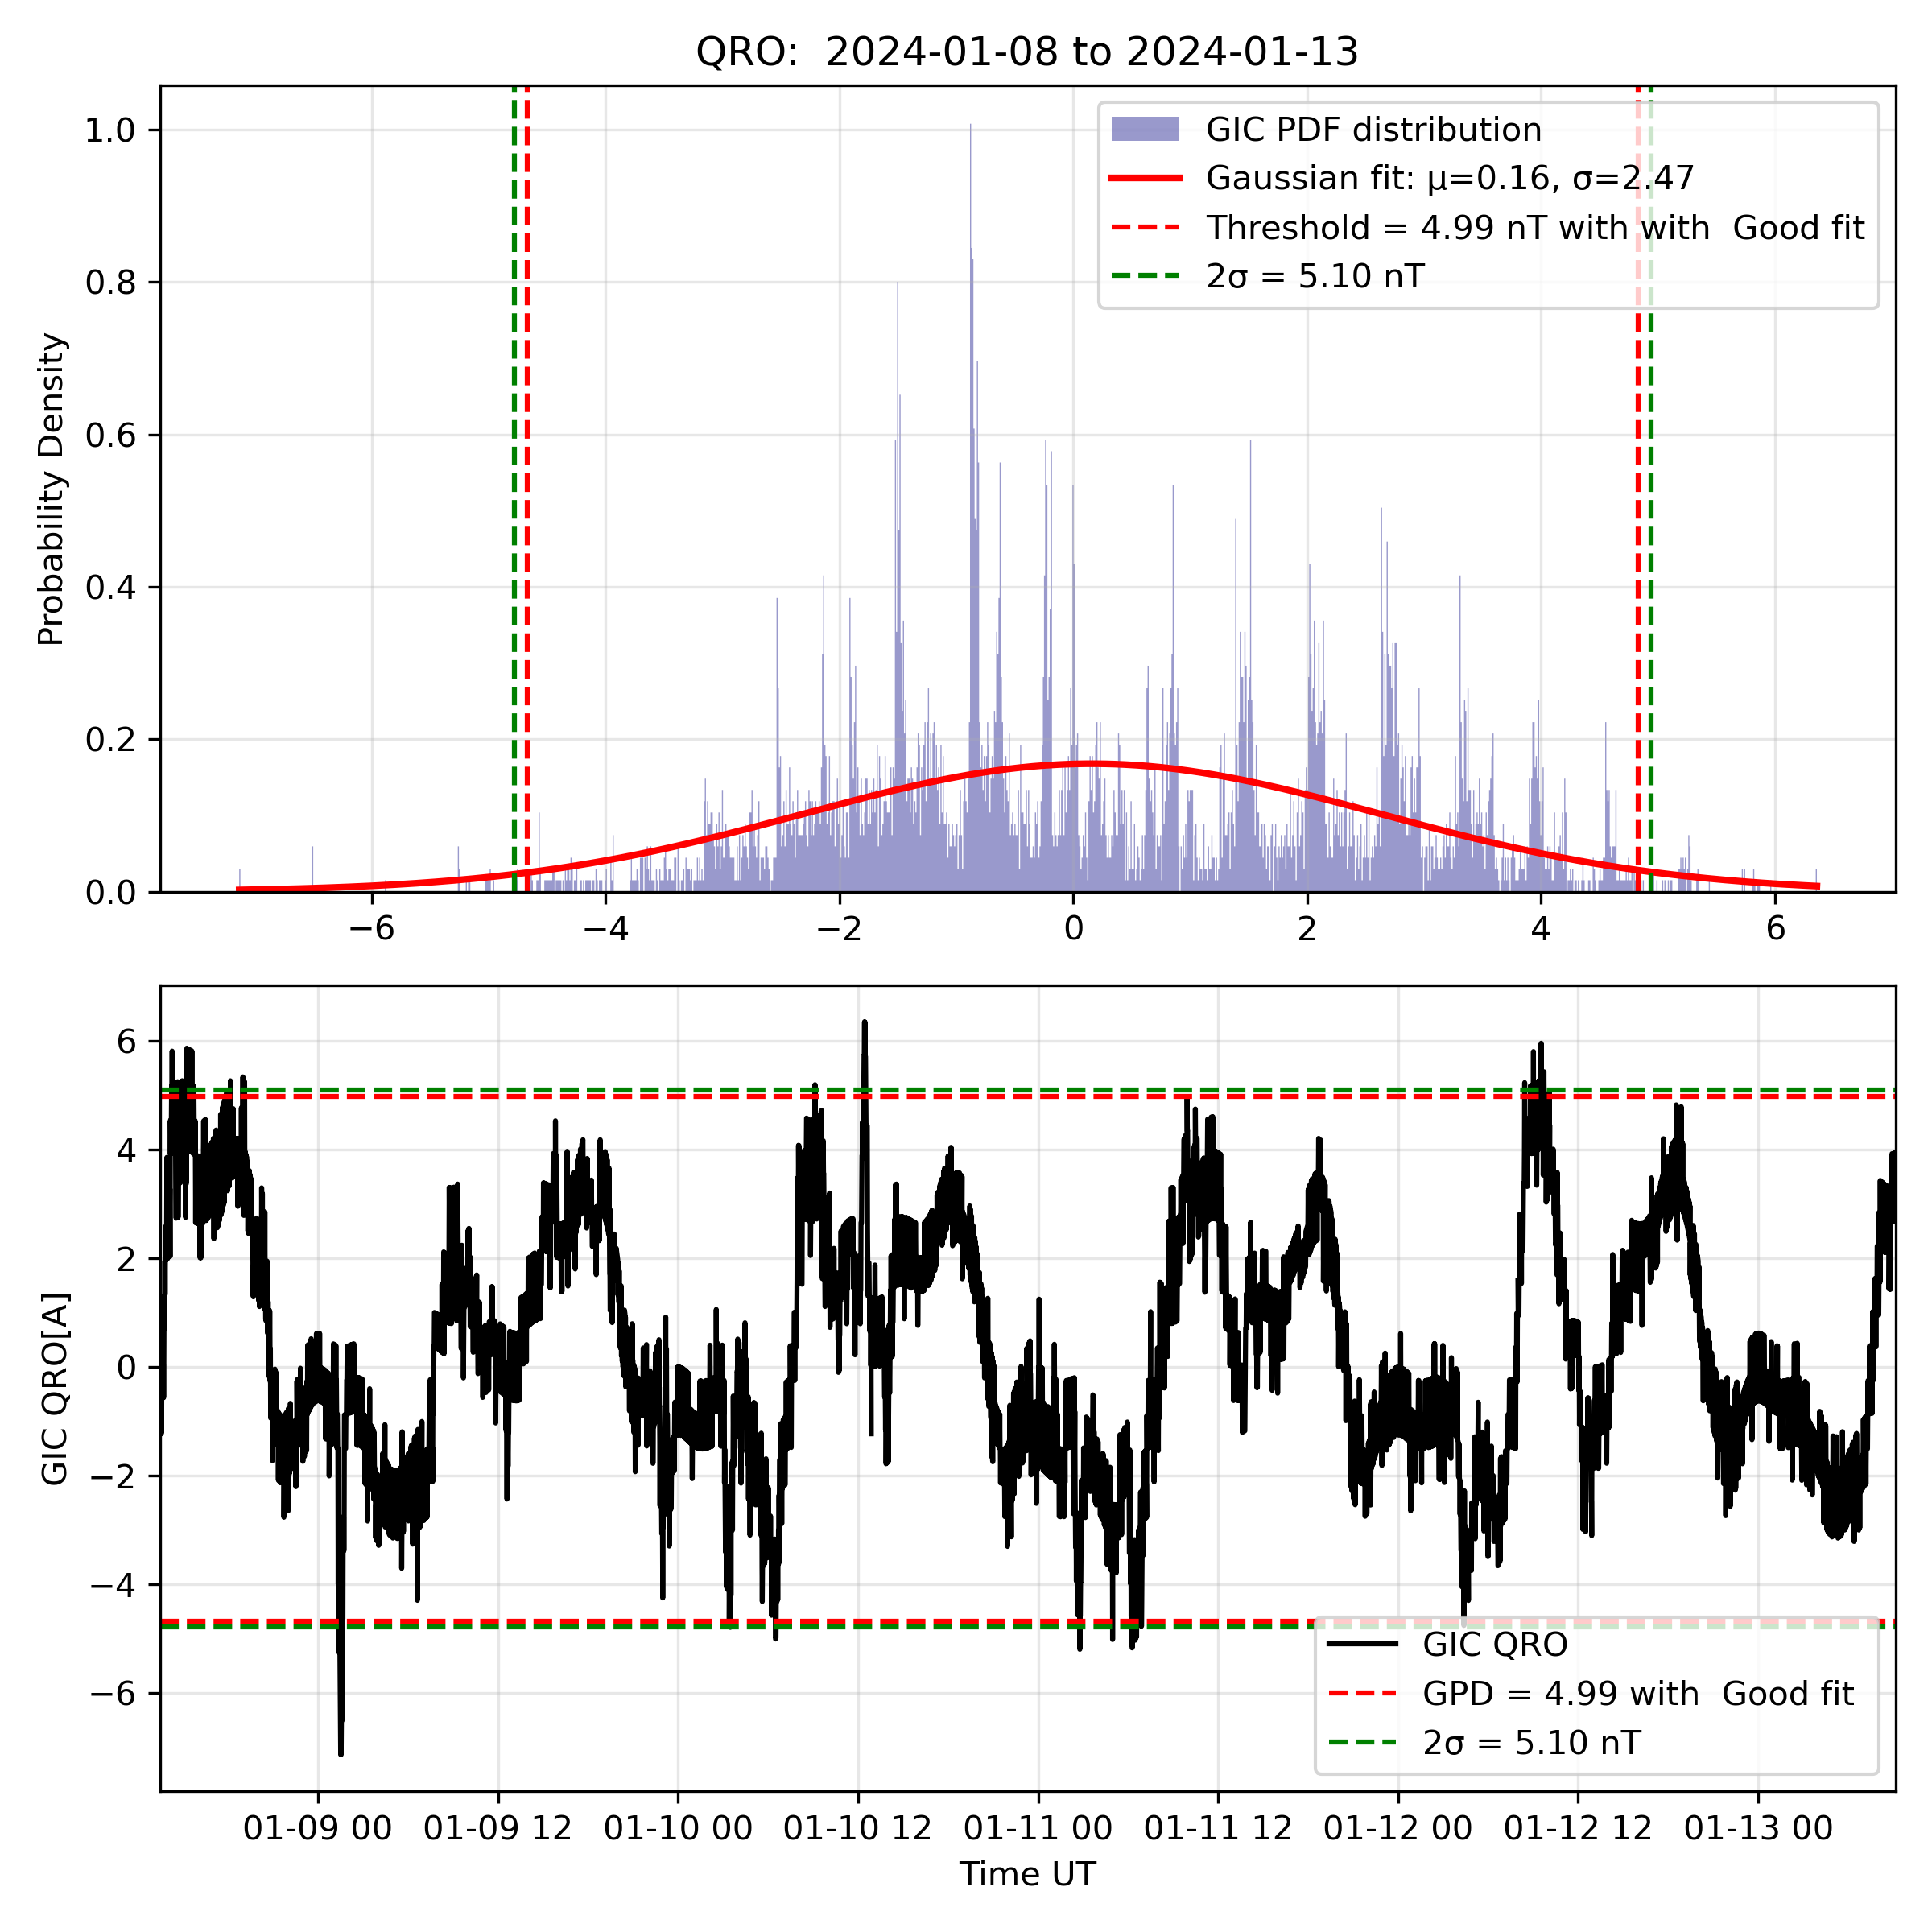 QRO:  2024-01-08 to 2024-01-13
Probability Density
1.0
0.8
0.6
0.4
0.2
0.0
GIC PDF distribution
Gaussian fit: μ=0.16, σ=2.47
Threshold = 4.99 nT with with  Good fit
2σ = 5.10 nT
−6 −4 −2 0 2 4 6
GIC QRO[A]
6
4
2
0
−2
−4
−6
GIC QRO
GPD = 4.99 with  Good fit
2σ = 5.10 nT
01-09 00 01-09 12 01-10 00 01-10 12 01-11 00 01-11 12 01-12 00 01-12 12 01-13 00
Time UT